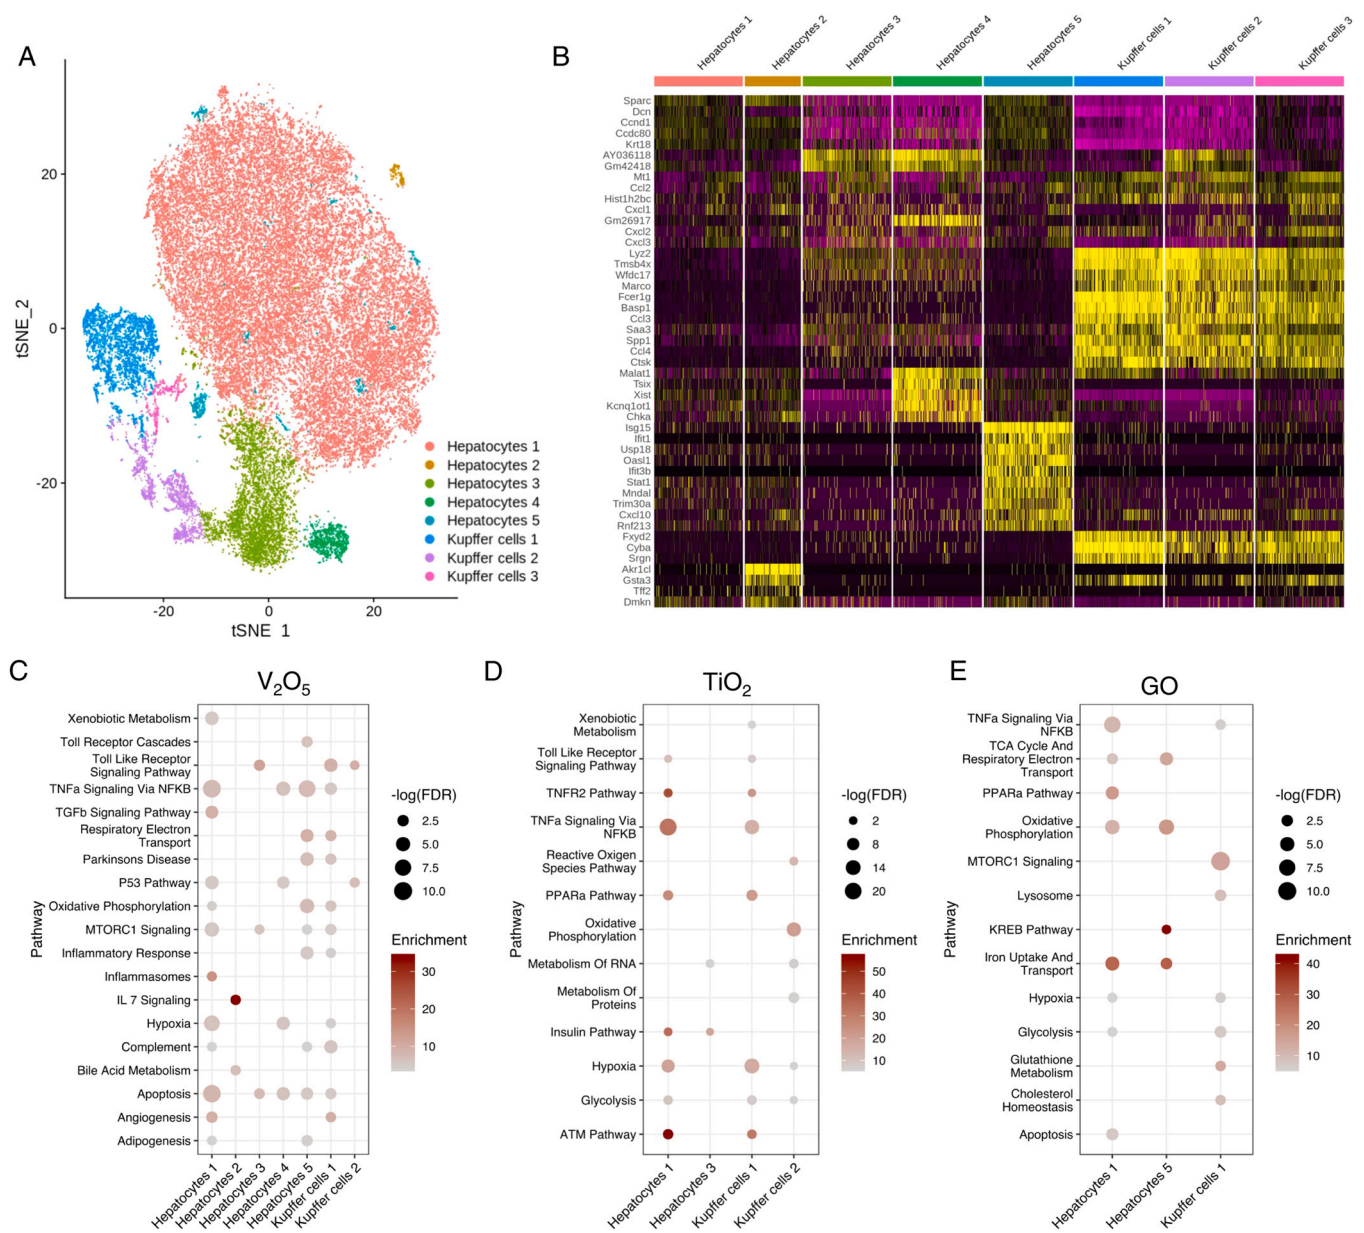 A
tSNE_2
20
0
-20
-20
0
20
tSNE_1
Hepatocytes 1
Hepatocytes 2
Hepatocytes 3
Hepatocytes 4
Hepatocytes 5
Kupffer cells 1
Kupffer cells 2
Kupffer cells 3
B
Hepatocytes 1
Hepatocytes 2
Hepatocytes 3
Hepatocytes 4
Hepatocytes 5
Kupffer cells 1
Kupffer cells 2
Kupffer cells 3
Sparc
Dcn
Ccnd1
Ccdc80
Krt18
AY036118
Gm42418
Mt1
Ccl2
Hist1h2bc
Cxcl1
Gm26917
Cxcl2
Cxcl3
Lyz2
Tmsb4x
Wfdc17
Marco
Fcer1g
Basp1
Ccl3
Saa3
Spp1
Ccl4
Ctsk
Malat1
Tsix
Xist
Kcnq1ot1
Chka
Isg15
Ifit1
Usp18
Oasl1
Ifit3b
Stat1
Mndal
Trim30a
Cxcl10
Rnf213
Fxyd2
Cyba
Srgn
Akr1cl
Gsta3
Tff2
Dmkn
C
V2O5
Pathway
Xenobiotic Metabolism
Toll Receptor Cascades
Toll Like Receptor
Signaling Pathway
TNFa Signaling Via NFKB
TGFb Signaling Pathway
Respiratory Electron
Transport
Parkinsons Disease
P53 Pathway
Oxidative Phosphorylation
MTORC1 Signaling
Inflammatory Response
Inflammasomes
IL 7 Signaling
Hypoxia
Complement
Bile Acid Metabolism
Apoptosis
Angiogenesis
Adipogenesis
Hepatocytes 1
Hepatocytes 2
Hepatocytes 3
Hepatocytes 4
Hepatocytes 5
Kupffer cells 1
Kupffer cells 2
-log(FDR)
2.5
5.0
7.5
10.0
Enrichment
30
20
10
D
TiO2
Pathway
Xenobiotic
Metabolism
Toll Like Receptor
Signaling Pathway
TNFR2 Pathway
TNFa Signaling Via
NFKB
Reactive Oxigen
Species Pathway
PPARa Pathway
Oxidative
Phosphorylation
Metabolism Of RNA
Metabolism Of
Proteins
Insulin Pathway
Hypoxia
Glycolysis
ATM Pathway
Hepatocytes 1
Hepatocytes 3
Kupffer cells 1
Kupffer cells 2
-log(FDR)
2
8
14
20
Enrichment
50
40
30
20
10
E
GO
Pathway
TNFa Signaling Via
NFKB
TCA Cycle And
Respiratory Electron
Transport
PPARa Pathway
Oxidative
Phosphorylation
MTORC1 Signaling
Lysosome
KREB Pathway
Iron Uptake And
Transport
Hypoxia
Glycolysis
Glutathione
Metabolism
Cholesterol
Homeostasis
Apoptosis
Hepatocytes 1
Hepatocytes 5
Kupffer cells 1
-log(FDR)
2.5
5.0
7.5
10.0
Enrichment
40
30
20
10